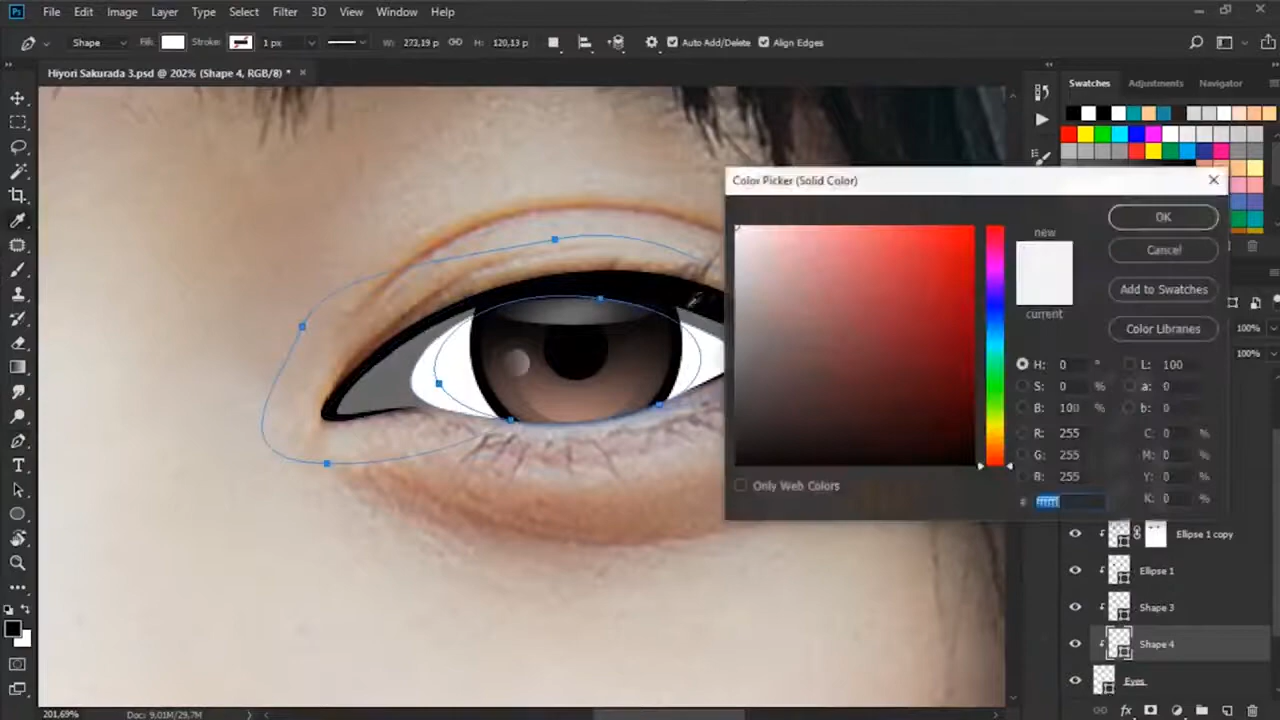 Ps File Edit Image Layer Type Select Filter 3D View Window Help
Shape Fill: Stroke: 1 px W: 273,19 p H: 120,13 p Auto Add/Delete Align Edges
Hiyori Sakurada 3.psd @ 202% (Shape 4, RGB/8) *
Swatches Adjustments Navigator
Color Picker (Solid Color)
OK
new
Cancel
Add to Swatches
current
Color Libraries
100%
100%
H: 0 ° L: 100
S: 0 % a: 0
B: 100 % b: 0
R: 255 C: 0 %
G: 255 M: 0 %
B: 255 Y: 0 %
# ffffff K: 0 %
Only Web Colors
Ellipse 1 copy
Ellipse 1
Shape 3
Shape 4
Eyes
T
fx
201,69% Doc: 9,01M/29,7M